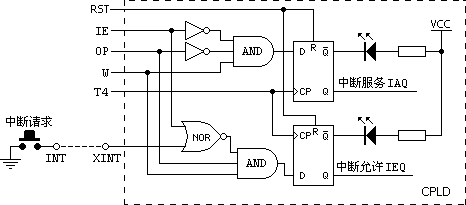 RST
VCC
IE
OP
AND
D
R
Q
W
T4
CP
Q
中断服务IAQ
中断请求
NOR
CP
R
Q
INT
XINT
AND
D
Q
中断允许IEQ
CPLD